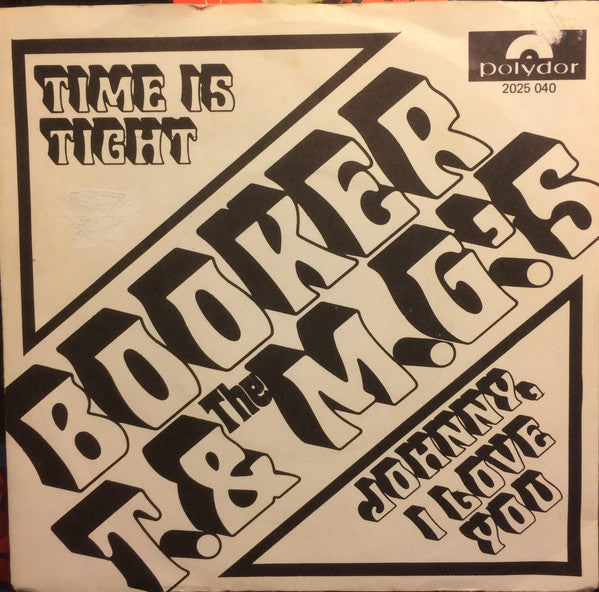 TIME IS
TIGHT
polydor
2025 040
BOOKER
T. & The M.G.'S
JOHNNY,
I LOVE
YOU